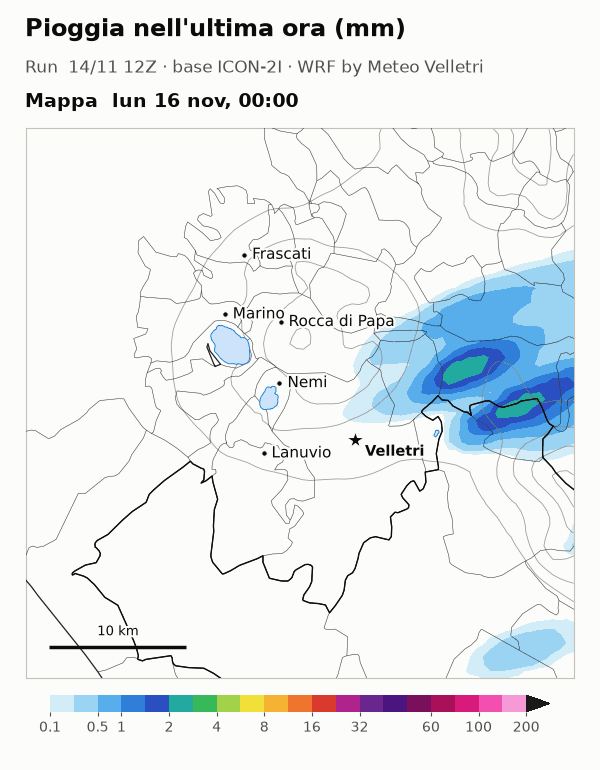 Pioggia nell'ultima ora (mm)
Run  14/11 12Z · base ICON-2I · WRF by Meteo Velletri
Mappa  lun 16 nov, 00:00
Frascati
Marino
Rocca di Papa
Nemi
Velletri
Lanuvio
10 km
0.1 0.5 1 2 4 8 16 32 60 100 200